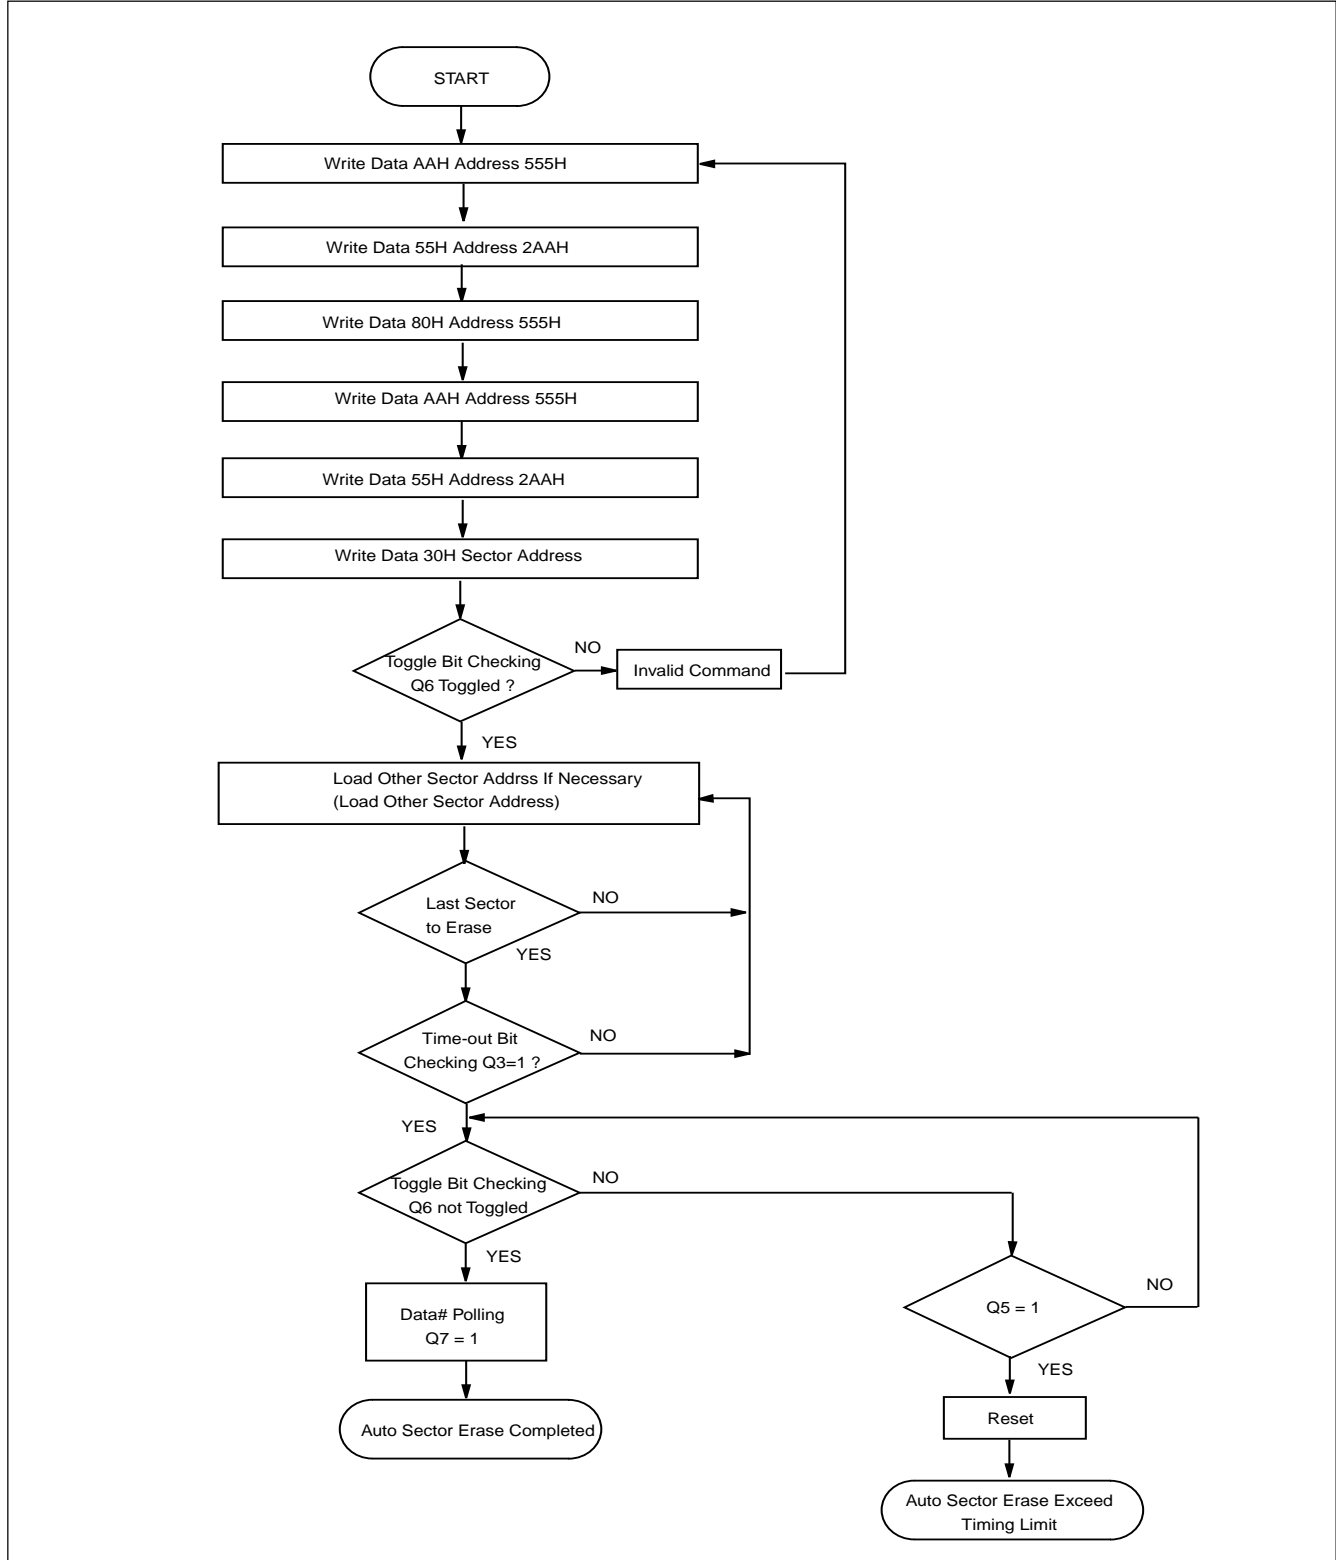 START
Write Data AAH Address 555H
Write Data 55H Address 2AAH
Write Data 80H Address 555H
Write Data AAH Address 555H
Write Data 55H Address 2AAH
Write Data 30H Sector Address
Toggle Bit Checking
Q6 Toggled ?
NO
Invalid Command
YES
Load Other Sector Addrss If Necessary
(Load Other Sector Address)
Last Sector
to Erase
NO
YES
Time-out Bit
Checking Q3=1 ?
NO
YES
Toggle Bit Checking
Q6 not Toggled
NO
YES
Q5 = 1
NO
Data# Polling
Q7 = 1
YES
Reset
Auto Sector Erase Completed
Auto Sector Erase Exceed
Timing Limit